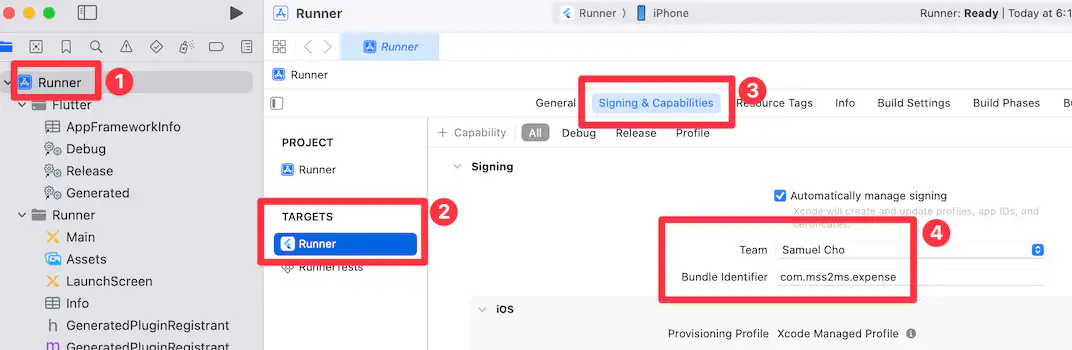 Runner
Runner 〉 iPhone
Runner: Ready | Today at 6:1
Runner
Runner
Runner
1
Flutter
AppFrameworkInfo
Debug
Release
Generated
Runner
Main
Assets
LaunchScreen
Info
GeneratedPluginRegistrant
GeneratedPluginRegistrant
General
Signing & Capabilities
3
Resource Tags
Info
Build Settings
Build Phases
Bu
+ Capability
All
Debug
Release
Profile
PROJECT
Runner
TARGETS
2
Runner
RunnerTests
Signing
Automatically manage signing
Xcode will create and update profiles, app IDs, and
certificates.
4
Team Samuel Cho
Bundle Identifier com.mss2ms.expense
iOS
Provisioning Profile Xcode Managed Profile